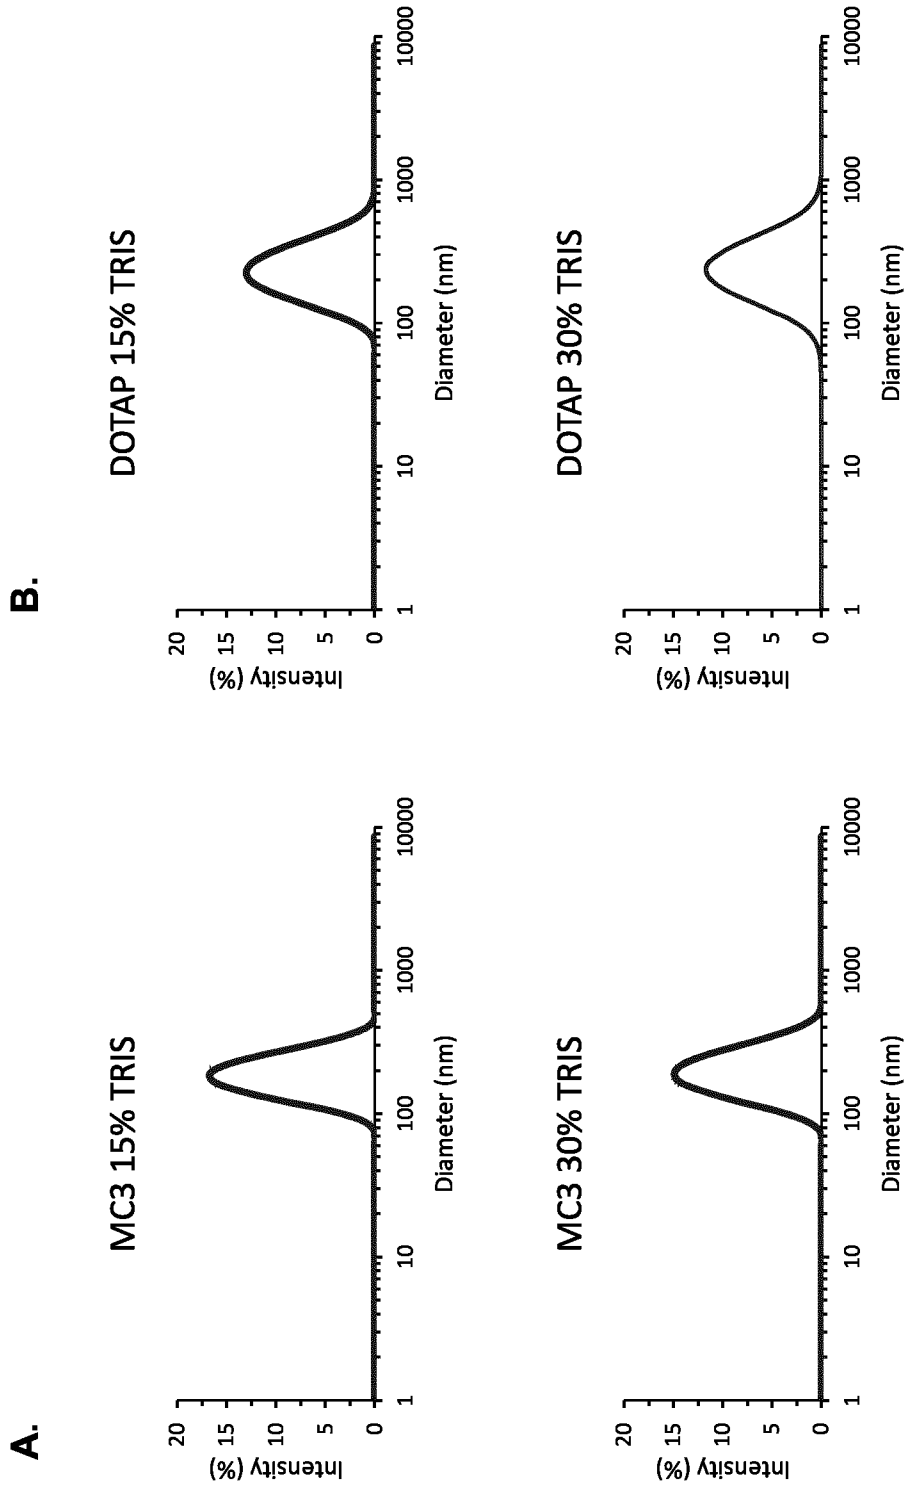 A.
MC3 15% TRIS
20
15
10
5
0
Intensity (%)
1
10
100
1000
10000
Diameter (nm)
MC3 30% TRIS
20
15
10
5
0
Intensity (%)
1
10
100
1000
10000
Diameter (nm)
B.
DOTAP 15% TRIS
20
15
10
5
0
Intensity (%)
1
10
100
1000
10000
Diameter (nm)
DOTAP 30% TRIS
20
15
10
5
0
Intensity (%)
1
10
100
1000
10000
Diameter (nm)